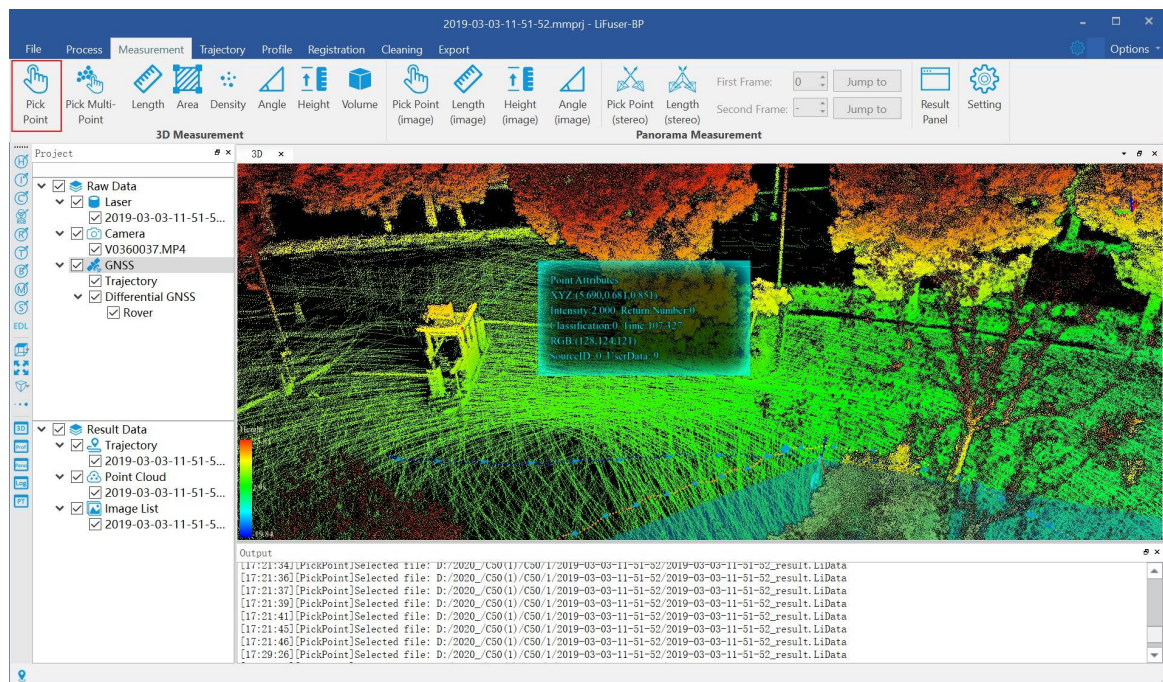 2019-03-03-11-51-52.mmprj - LiFuser-BP
File Process Measurement Trajectory Profile Registration Cleaning Export Options
Pick Point
Pick Multi-Point
Length
Area
Density
Angle
Height
Volume
Pick Point (image)
Length (image)
Height (image)
Angle (image)
Pick Point (stereo)
Length (stereo)
First Frame: 0 Jump to
Second Frame: - Jump to
Result Panel
Setting
3D Measurement
Panorama Measurement
Project
3D
H
T
C
R
T
B
M
S
EDL
3D
Prof
Log
PT
Raw Data
Laser
2019-03-03-11-51-5...
Camera
V0360037.MP4
GNSS
Trajectory
Differential GNSS
Rover
Result Data
Trajectory
2019-03-03-11-51-5...
Point Cloud
2019-03-03-11-51-5...
Image List
2019-03-03-11-51-5...
Point Attributes
XYZ:(5.690,0.681,0.851)
Intensity:2.000 Return Number:0
Classification:0 Time:107.327
RGB:(128,124,121)
SourceID: 0 UserData: 9
Height
Output
[17:21:34][PickPoint]Selected file: D:/2020_/C50(1)/C50/1/2019-03-03-11-51-52/2019-03-03-11-51-52_result.LiData
[17:21:36][PickPoint]Selected file: D:/2020_/C50(1)/C50/1/2019-03-03-11-51-52/2019-03-03-11-51-52_result.LiData
[17:21:37][PickPoint]Selected file: D:/2020_/C50(1)/C50/1/2019-03-03-11-51-52/2019-03-03-11-51-52_result.LiData
[17:21:39][PickPoint]Selected file: D:/2020_/C50(1)/C50/1/2019-03-03-11-51-52/2019-03-03-11-51-52_result.LiData
[17:21:41][PickPoint]Selected file: D:/2020_/C50(1)/C50/1/2019-03-03-11-51-52/2019-03-03-11-51-52_result.LiData
[17:21:45][PickPoint]Selected file: D:/2020_/C50(1)/C50/1/2019-03-03-11-51-52/2019-03-03-11-51-52_result.LiData
[17:21:46][PickPoint]Selected file: D:/2020_/C50(1)/C50/1/2019-03-03-11-51-52/2019-03-03-11-51-52_result.LiData
[17:29:26][PickPoint]Selected file: D:/2020_/C50(1)/C50/1/2019-03-03-11-51-52/2019-03-03-11-51-52_result.LiData